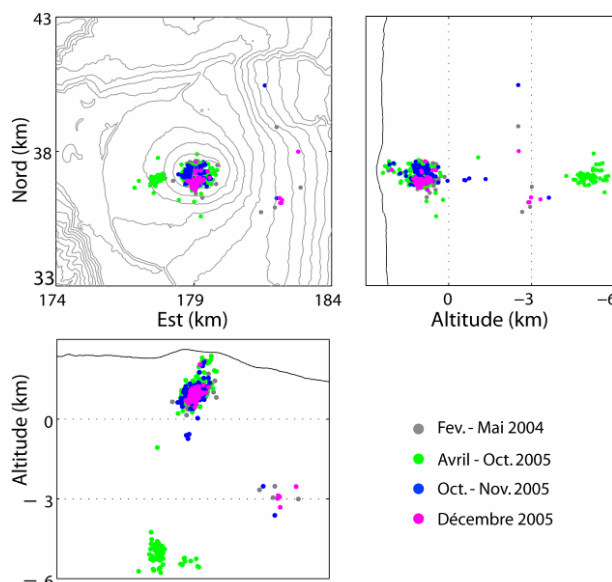 43
38
33
Nord (km)
174
179
184
Est (km)
0
−3
−6
Altitude (km)
0
−3
−6
Altitude (km)
Fev. - Mai 2004
Avril - Oct. 2005
Oct. - Nov. 2005
Décembre 2005